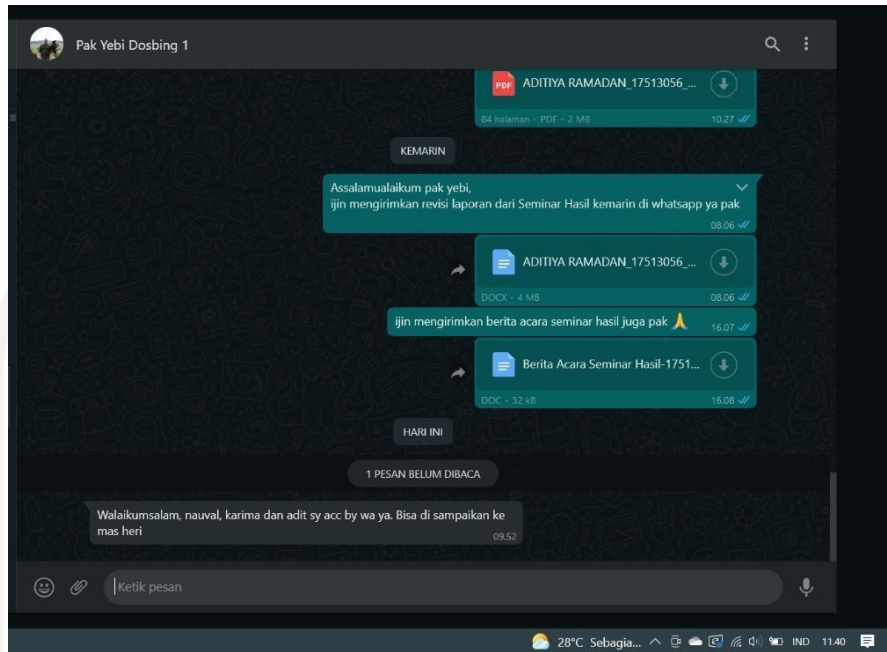 Pak Yebi Dosbing 1
PDF
ADITIYA RAMADAN_17513056_...
84 halaman • PDF • 2 MB
10.27
KEMARIN
Assalamualaikum pak yebi,
ijin mengirimkan revisi laporan dari Seminar Hasil kemarin di whatsapp ya pak
08.06
ADITIYA RAMADAN_17513056_...
DOCX • 4 MB
08.06
ijin mengirimkan berita acara seminar hasil juga pak 🙏
16.07
Berita Acara Seminar Hasil-1751...
DOC • 32 kB
16.08
HARI INI
1 PESAN BELUM DIBACA
Walaikumsalam, nauval, karima dan adit sy acc by wa ya. Bisa di sampaikan ke
mas heri
09.52
Ketik pesan
28°C Sebagia... IND 11.40